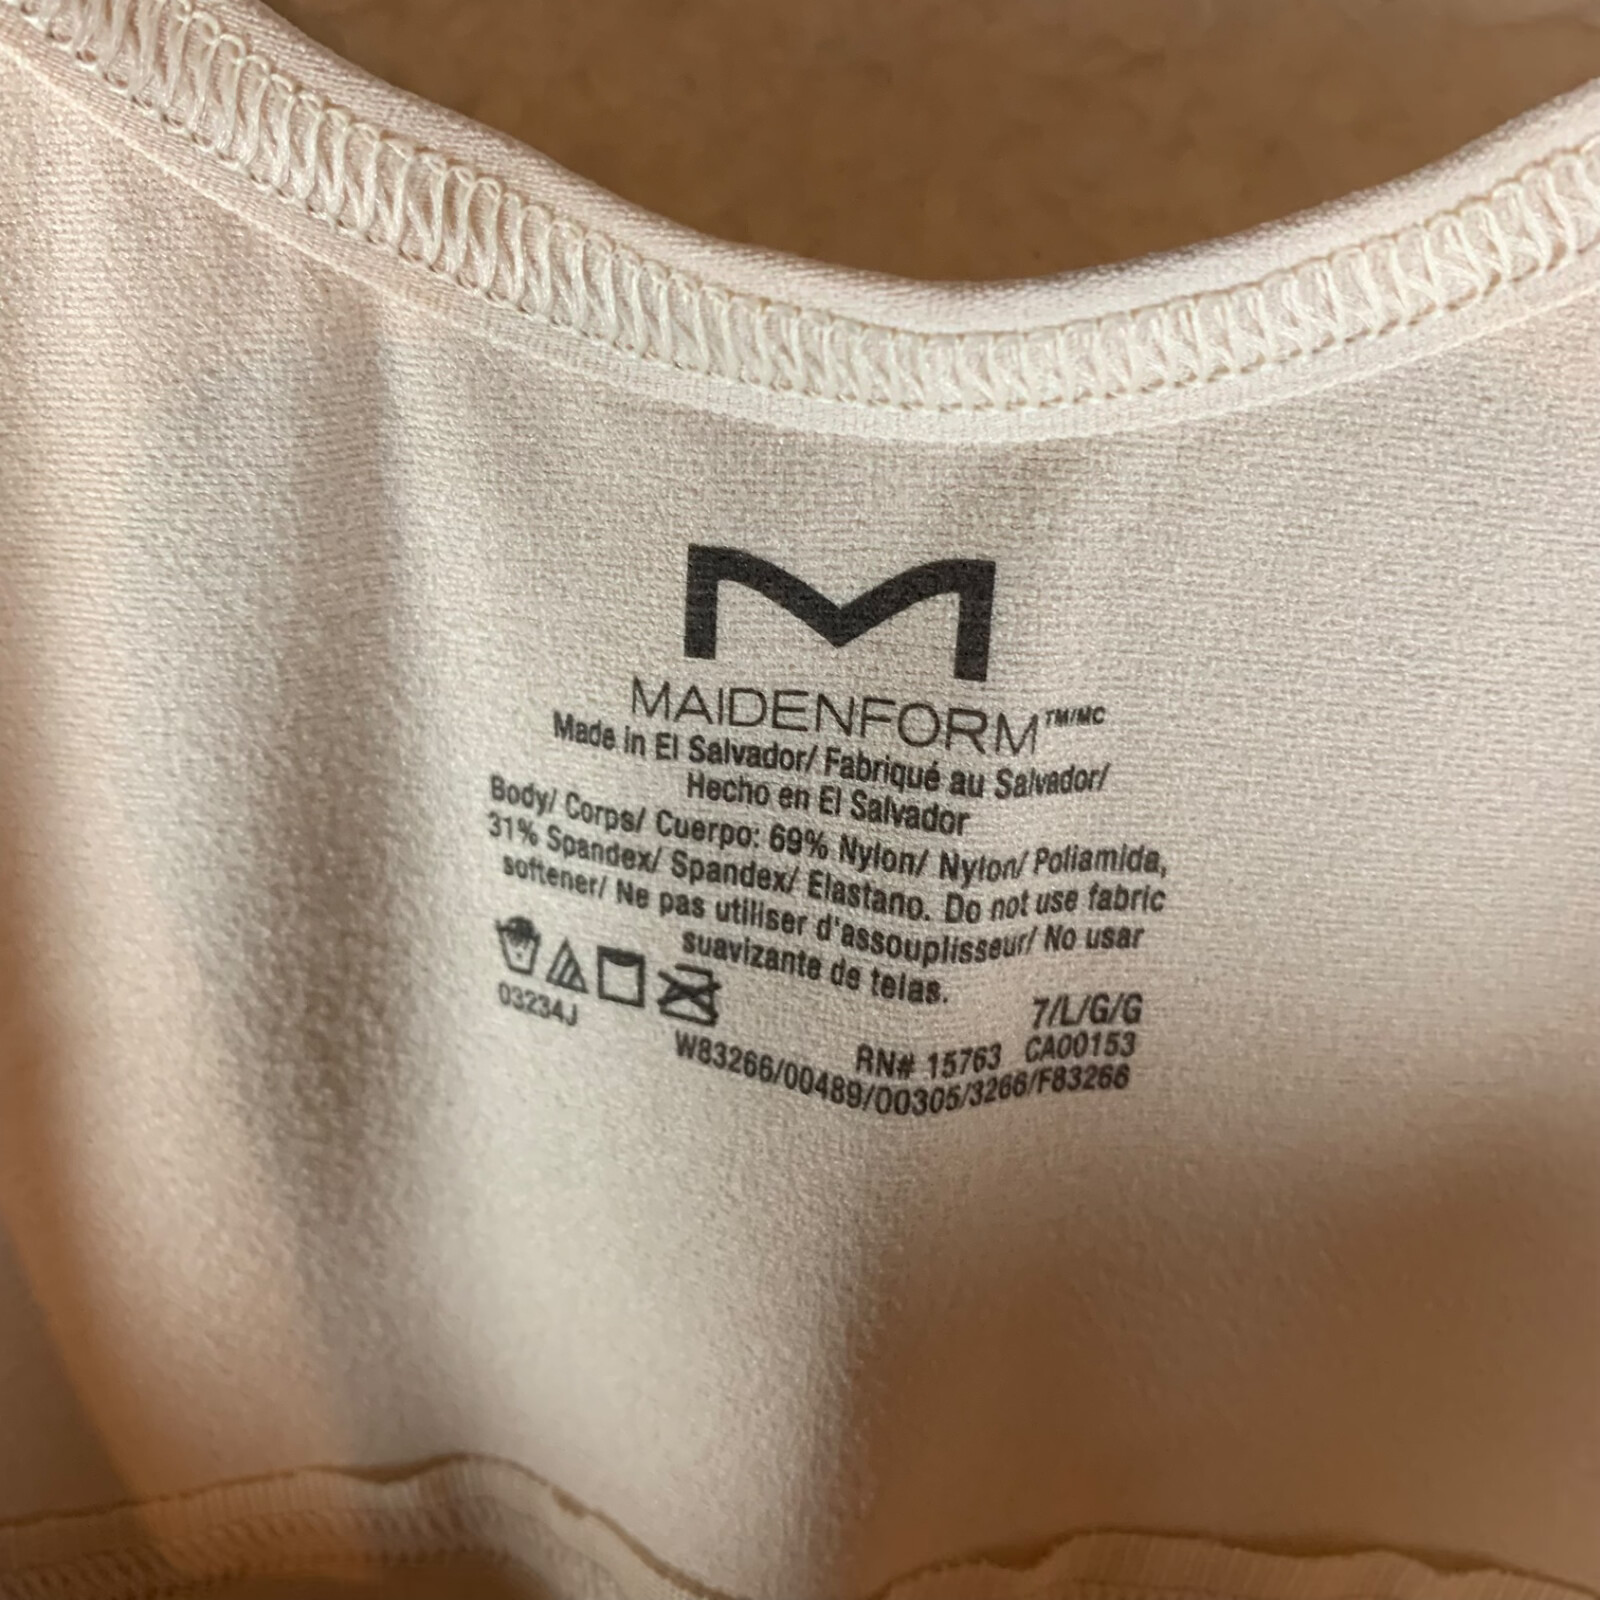 M
MAIDENFORM™/MC
Made in El Salvador/ Fabriqué au Salvador/
Hecho en El Salvador
Body/ Corps/ Cuerpo: 69% Nylon/ Nylon/ Poliamida,
31% Spandex/ Spandex/ Elastano. Do not use fabric
softener/ Ne pas utiliser d'assouplisseur/ No usar
suavizante de telas.
7/L/G/G
03234J
RN# 15763 CA00153
W83266/00489/00305/3266/F83266